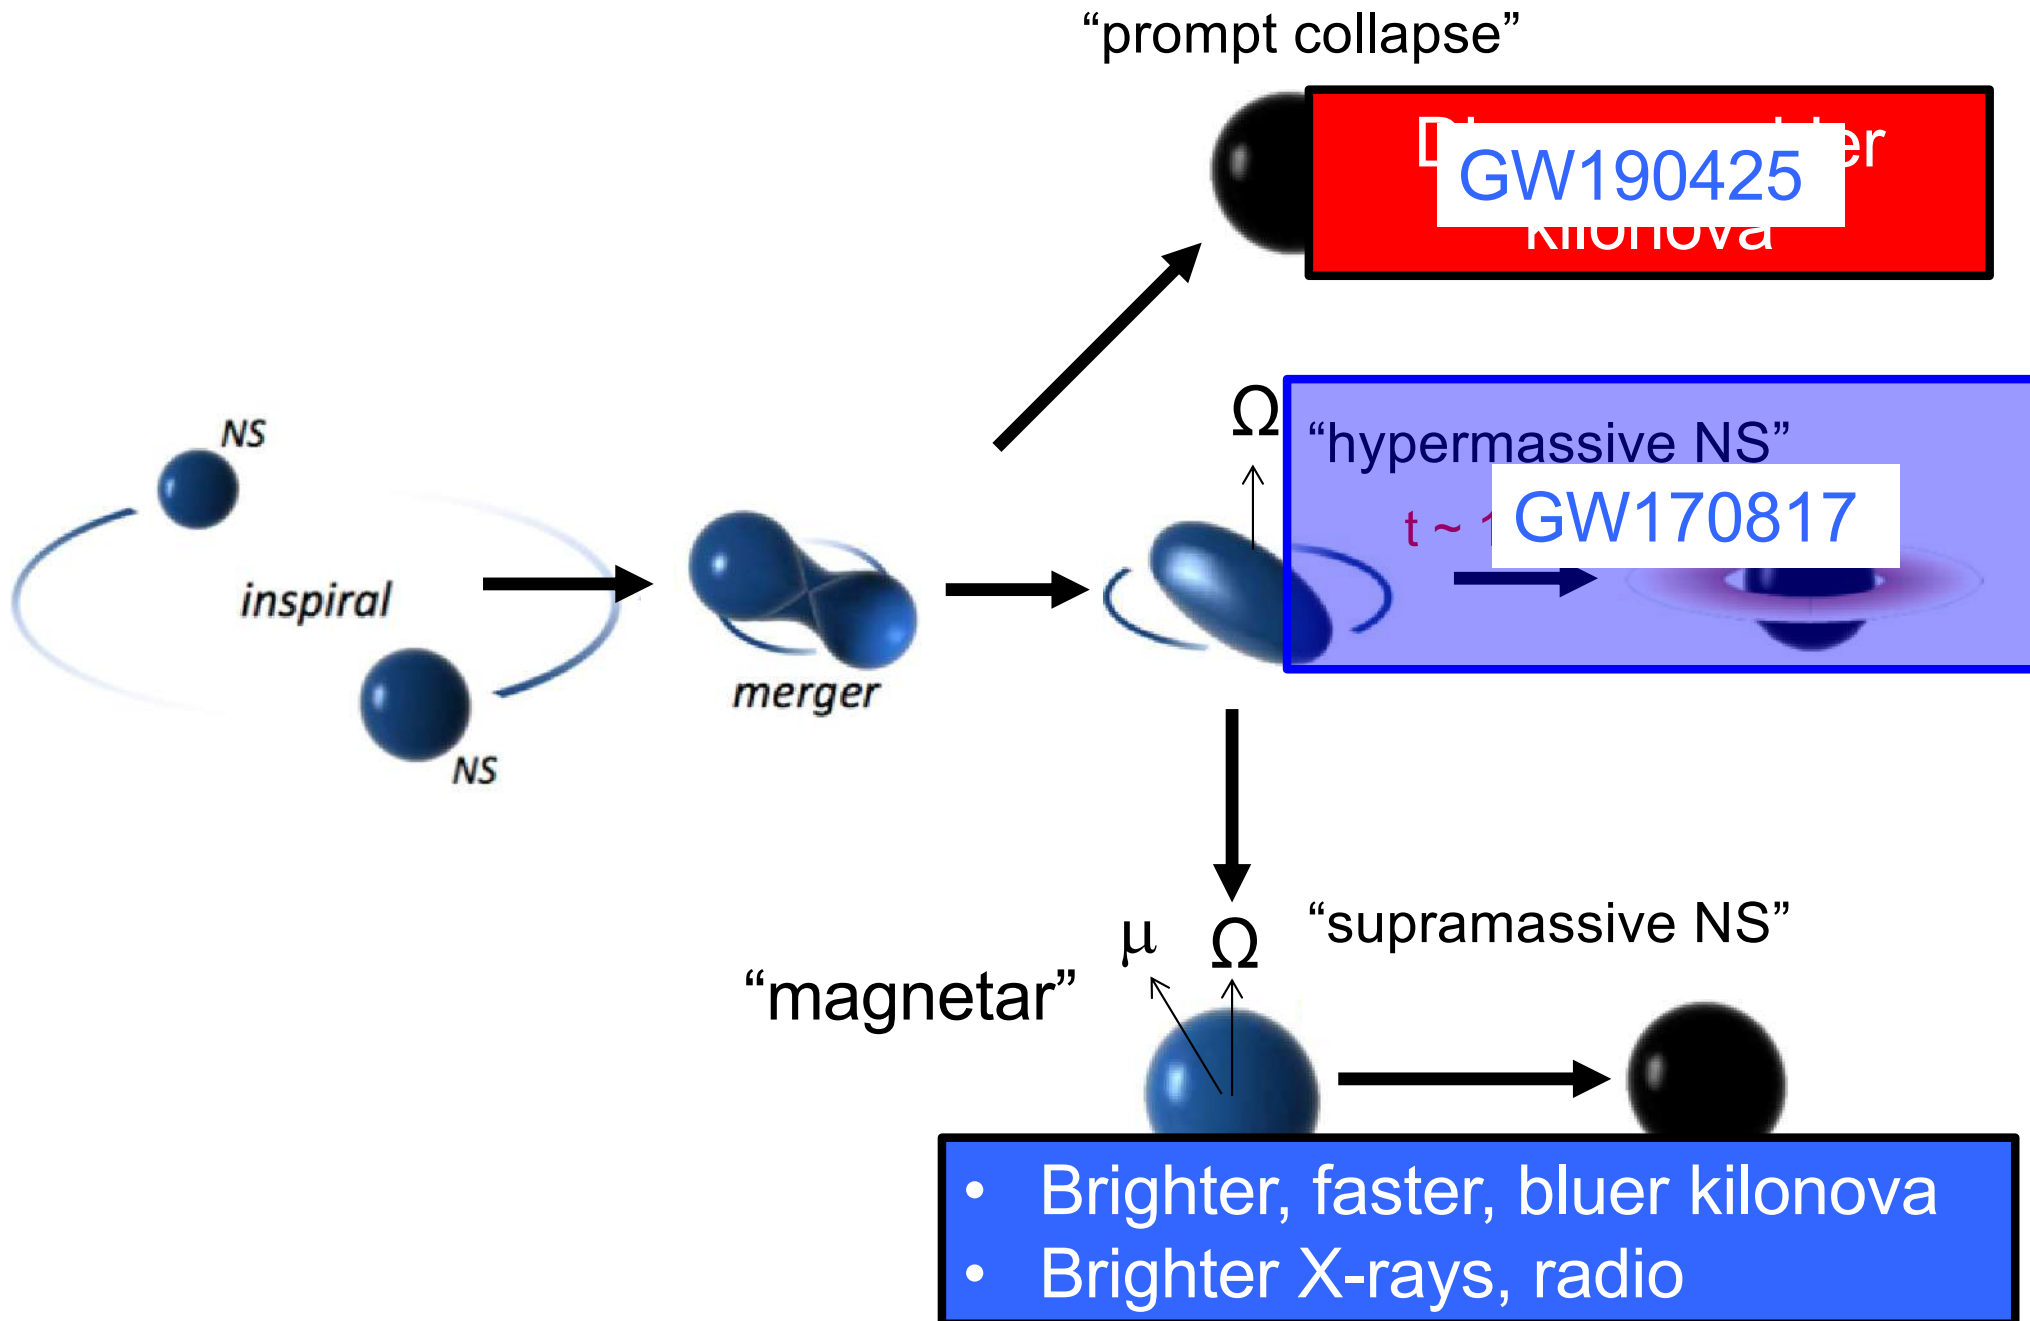 “prompt collapse”
GW190425
kilonova
Ω
“hypermassive NS”
t ~
GW170817
NS
inspiral
NS
merger
μ Ω
“supramassive NS”
“magnetar”
• Brighter, faster, bluer kilonova
• Brighter X-rays, radio